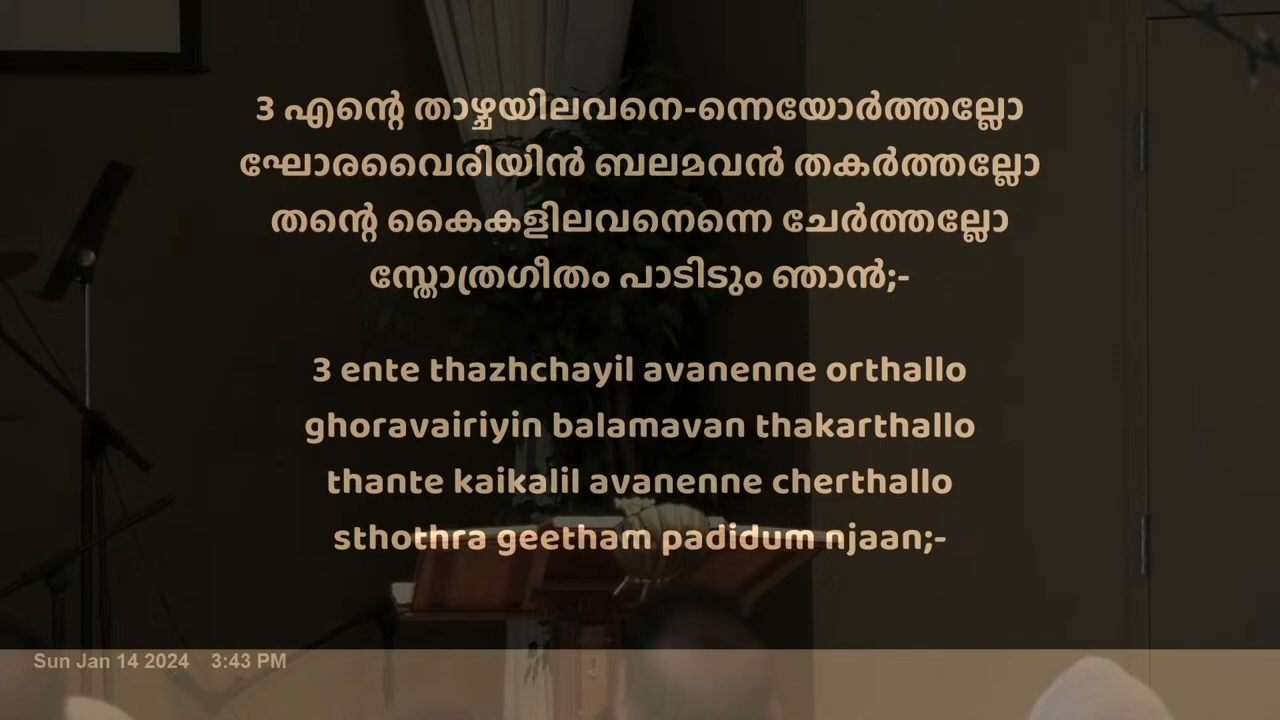 3 എന്റെ താഴ്ചയിലവനെ-ന്നെയോർത്തല്ലോ
ഘോരവൈരിയിൻ ബലമവൻ തകർത്തല്ലോ
തന്റെ കൈകളിലവനെന്നെ ചേർത്തല്ലോ
സ്തോത്രഗീതം പാടിടും ഞാൻ;-
3 ente thazhchayil avanenne orthallo
ghoravairiyin balamavan thakarthallo
thante kaikalil avanenne cherthallo
sthothra geetham padidum njaan;-
Sun Jan 14 2024 3:43 PM